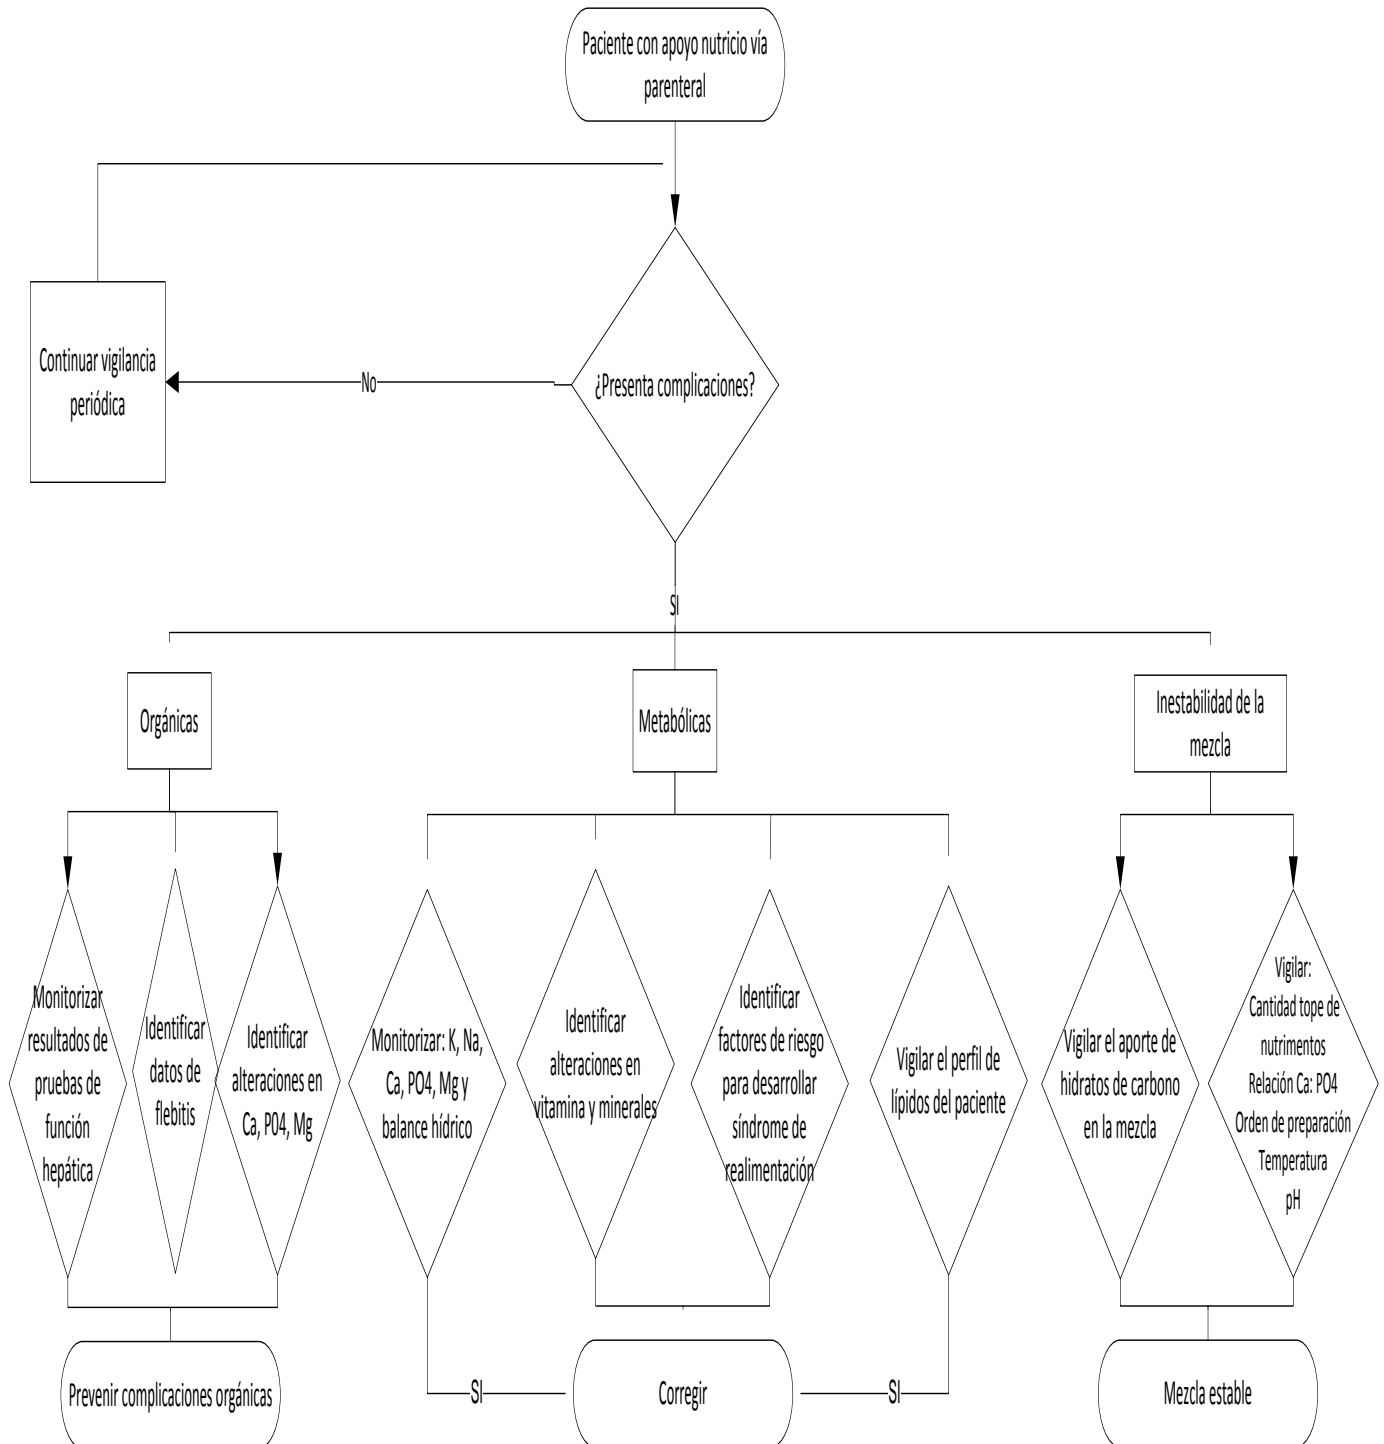 Paciente con apoyo nutricio vía
parenteral
Continuar vigilancia
periódica
No
¿Presenta complicaciones?
SI
Orgánicas
Metabólicas
Inestabilidad de la
mezcla
Monitorizar
resultados de
pruebas de
función
hepática
Identificar
datos de
flebitis
Identificar
alteraciones en
Ca, PO4, Mg
Monitorizar: K, Na,
Ca, PO4, Mg y
balance hídrico
Identificar
alteraciones en
vitamina y minerales
Identificar
factores de riesgo
para desarrollar
síndrome de
realimentación
Vigilar el perfil de
lípidos del paciente
Vigilar el aporte de
hidratos de carbono
en la mezcla
Vigilar:
Cantidad tope de
nutrimentos
Relación Ca: PO4
Orden de preparación
Temperatura
pH
Prevenir complicaciones orgánicas
SI
Corregir
SI
Mezcla estable